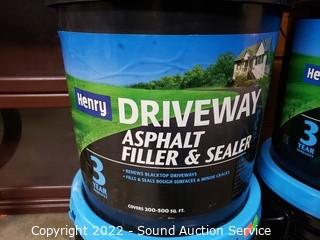 Henry
DRIVEWAY
ASPHALT
FILLER & SEALER
3
YEAR
• RENEWS BLACKTOP DRIVEWAYS
• FILLS & SEALS ROUGH SURFACES & MINOR CRACKS
COVERS 300-500 SQ. FT.
3
YEAR
Copyright 2022 - Sound Auction Service